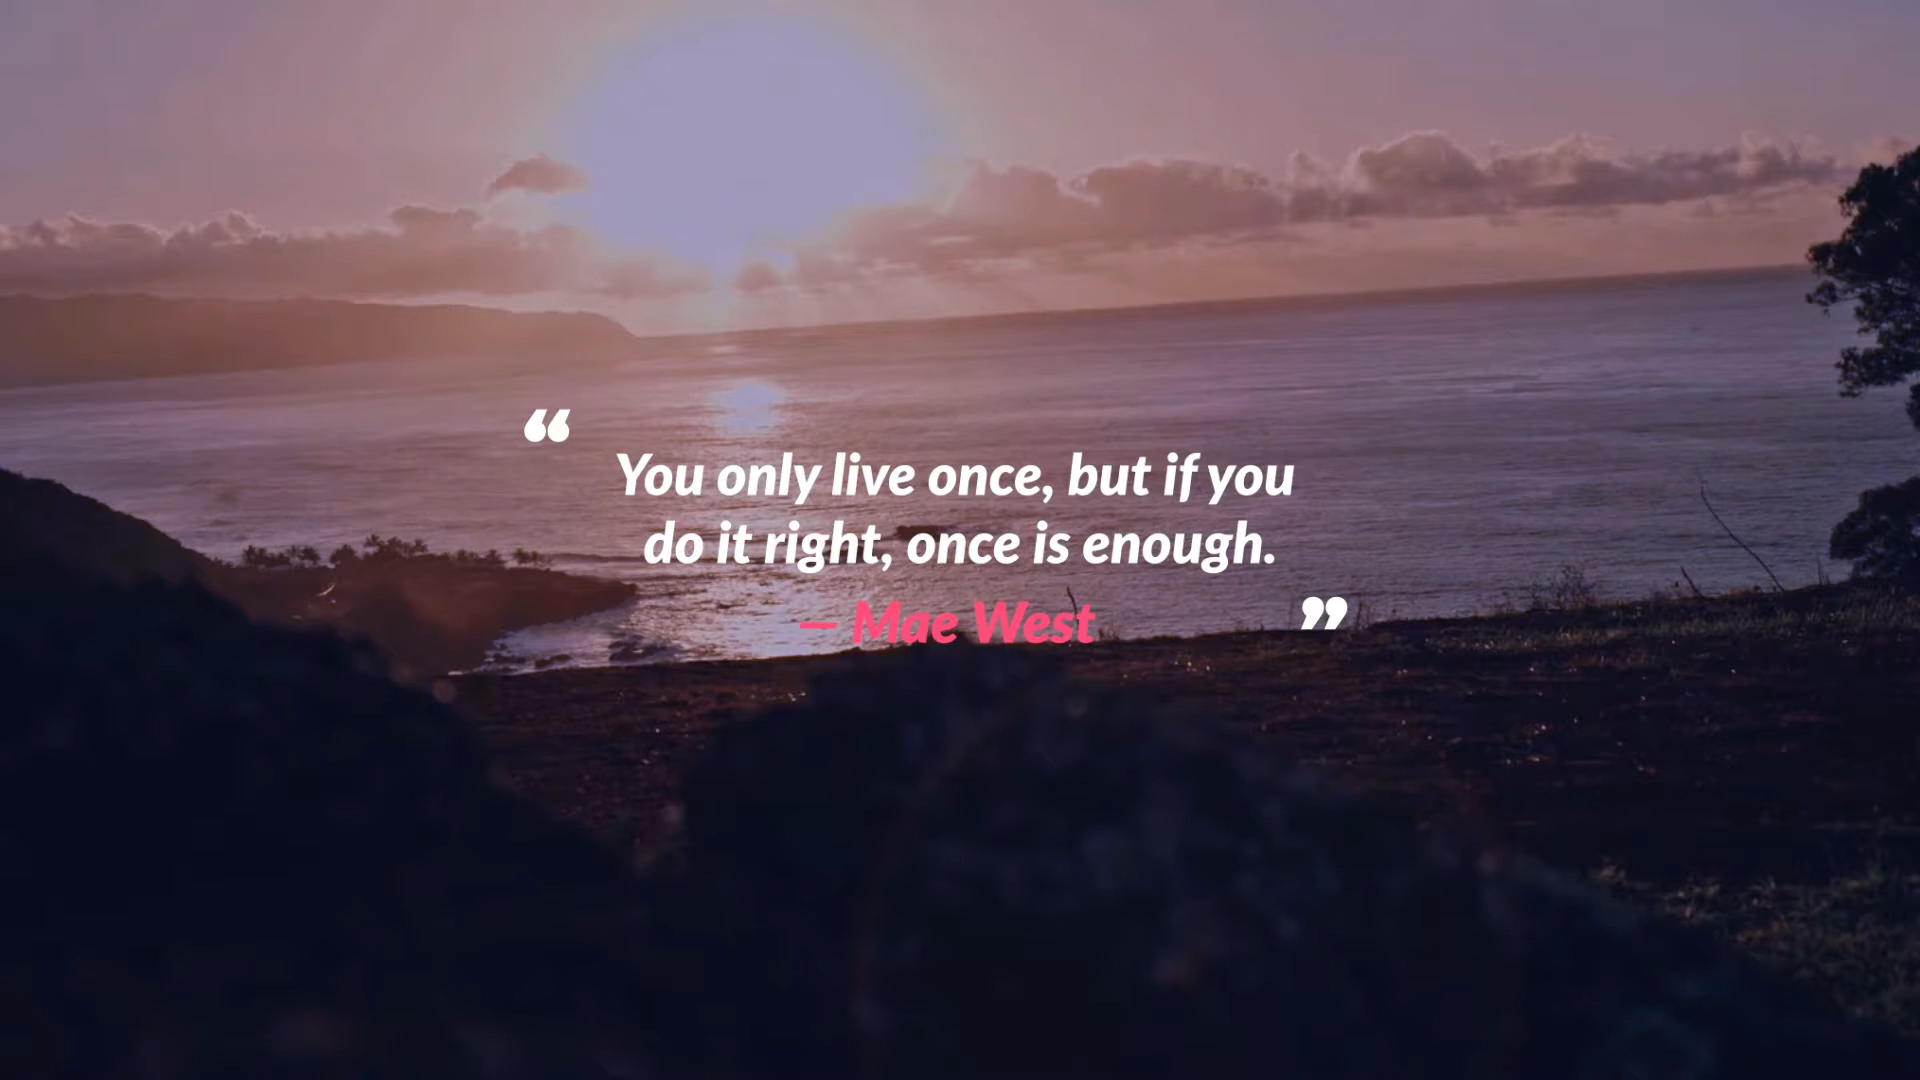 “
You only live once, but if you
do it right, once is enough.
— Mae West
”